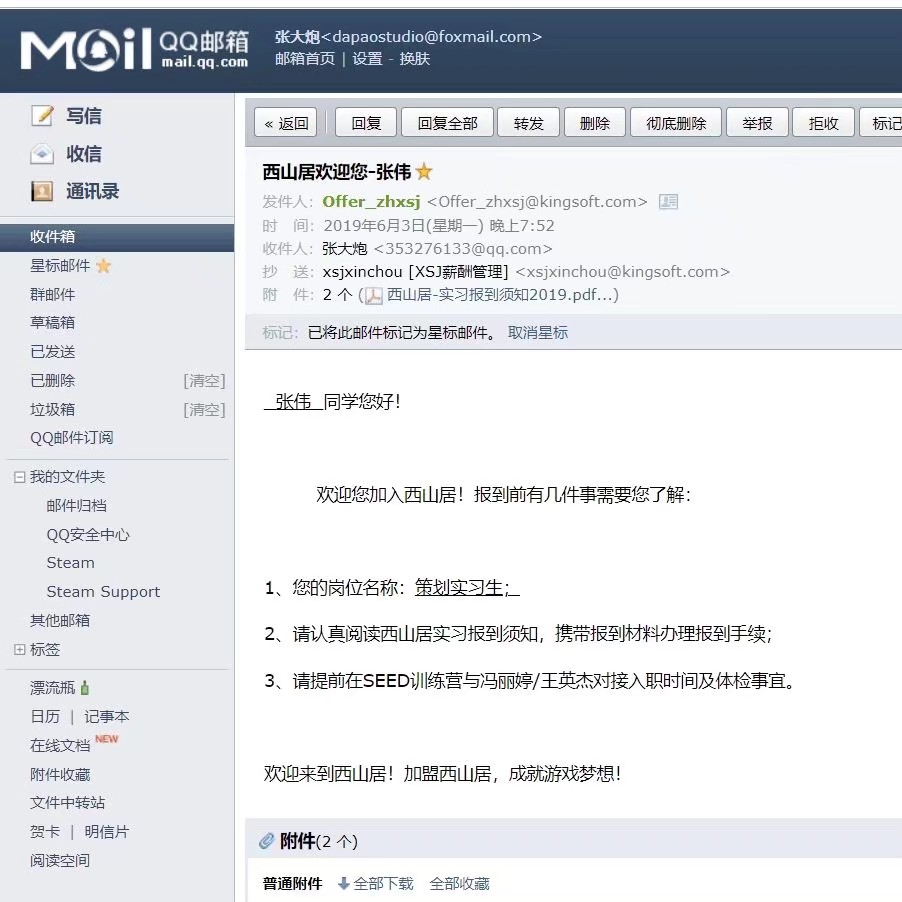 MAil QQ邮箱 mail.qq.com
张大炮<dapaostudio@foxmail.com>
邮箱首页 | 设置 - 换肤
写信
收信
通讯录
收件箱
星标邮件
群邮件
草稿箱
已发送
已删除 [清空]
垃圾箱 [清空]
QQ邮件订阅
我的文件夹
邮件归档
QQ安全中心
Steam
Steam Support
其他邮箱
标签
漂流瓶
日历 | 记事本
在线文档 NEW
附件收藏
文件中转站
贺卡 | 明信片
阅读空间
« 返回 回复 回复全部 转发 删除 彻底删除 举报 拒收 标记
西山居欢迎您-张伟
发件人：Offer_zhxsj <Offer_zhxsj@kingsoft.com>
时 间：2019年6月3日(星期一) 晚上7:52
收件人：张大炮 <353276133@qq.com>
抄 送：xsjxinchou [XSJ薪酬管理] <xsjxinchou@kingsoft.com>
附 件：2 个 (西山居-实习报到须知2019.pdf...)
标记：已将此邮件标记为星标邮件。 取消星标
张伟 同学您好！
欢迎您加入西山居！报到前有几件事需要您了解：
1、您的岗位名称：策划实习生；
2、请认真阅读西山居实习报到须知，携带报到材料办理报到手续；
3、请提前在SEED训练营与冯丽婷/王英杰对接入职时间及体检事宜。
欢迎来到西山居！加盟西山居，成就游戏梦想！
附件(2 个)
普通附件 全部下载 全部收藏